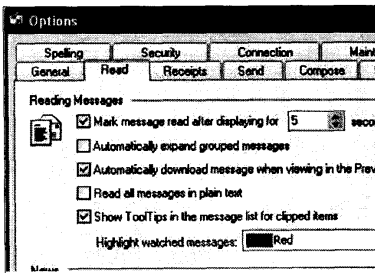 Options
Spelling Security Connection
General Read Receipts Send Compose
Reading Messages
Mark message read after displaying for 5
Automatically expand grouped messages
Automatically download message when viewing in the
Read all messages in plain text
Show ToolTips in the message list for clipped items
Highlight watched messages: Red
News